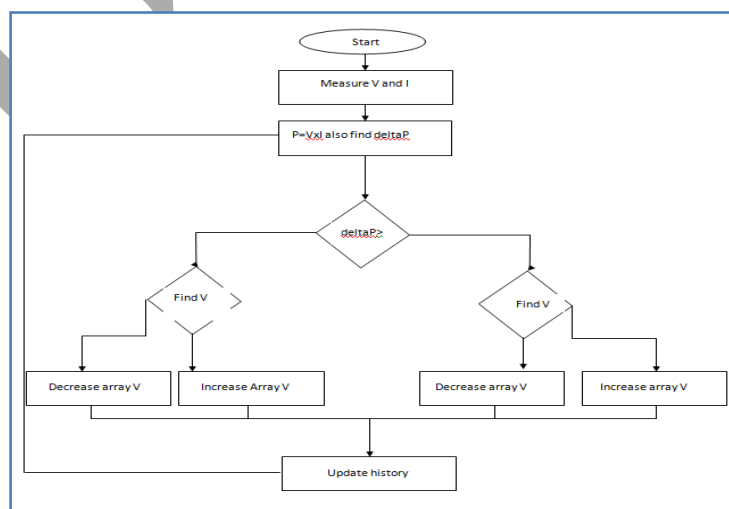 Start
Measure V and I
P=VxI also find deltaP
deltaP>
Find V
Find V
Decrease array V
Increase Array V
Decrease array V
Increase array V
Update history